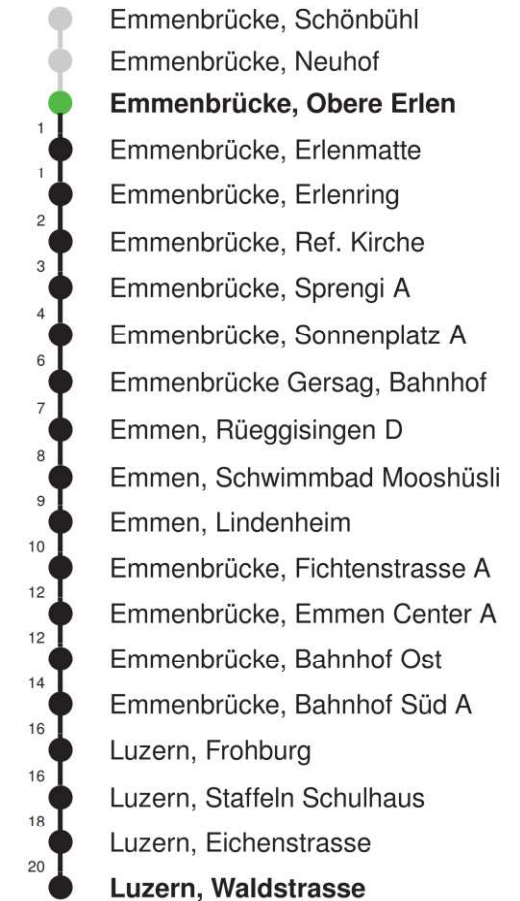 Emmenbrücke, Schönbühl
Emmenbrücke, Neuhof
Emmenbrücke, Obere Erlen
1
Emmenbrücke, Erlenmatte
1
Emmenbrücke, Erlenring
2
Emmenbrücke, Ref. Kirche
3
Emmenbrücke, Sprengi A
4
Emmenbrücke, Sonnenplatz A
6
Emmenbrücke Gersag, Bahnhof
7
Emmen, Rüeggisingen D
8
Emmen, Schwimmbad Mooshüsli
9
Emmen, Lindenheim
10
Emmenbrücke, Fichtenstrasse A
12
Emmenbrücke, Emmen Center A
12
Emmenbrücke, Bahnhof Ost
14
Emmenbrücke, Bahnhof Süd A
16
Luzern, Frohburg
16
Luzern, Staffeln Schulhaus
18
Luzern, Eichenstrasse
20
Luzern, Waldstrasse